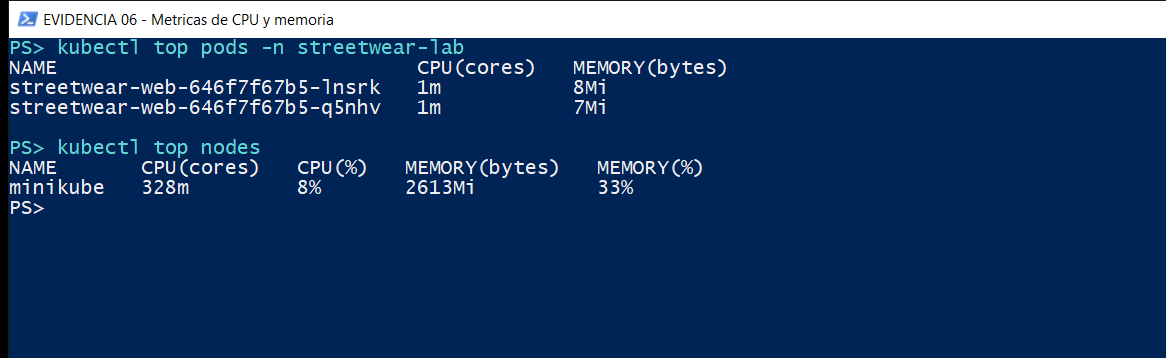 EVIDENCIA 06 - Metricas de CPU y memoria
PS> kubectl top pods -n streetwear-lab
NAME CPU(cores) MEMORY(bytes)
streetwear-web-646f7f67b5-lnsrk 1m 8Mi
streetwear-web-646f7f67b5-q5nhv 1m 7Mi
PS> kubectl top nodes
NAME CPU(cores) CPU(%) MEMORY(bytes) MEMORY(%)
minikube 328m 8% 2613Mi 33%
PS>